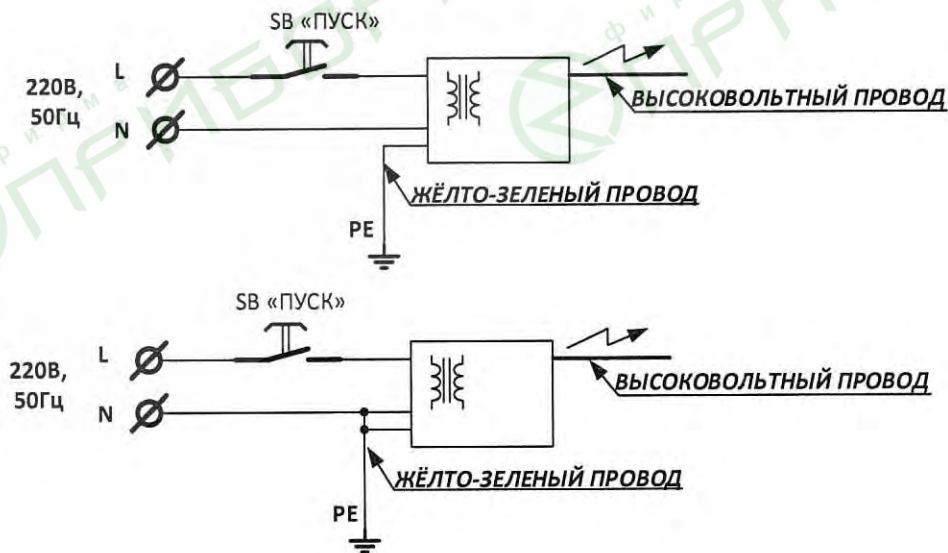 SB «ПУСК»
L
220В,
50Гц
N
ВЫСОКОВОЛЬТНЫЙ ПРОВОД
ЖЁЛТО-ЗЕЛЕНЫЙ ПРОВОД
PE
SB «ПУСК»
L
220В,
50Гц
N
ВЫСОКОВОЛЬТНЫЙ ПРОВОД
ЖЁЛТО-ЗЕЛЕНЫЙ ПРОВОД
PE